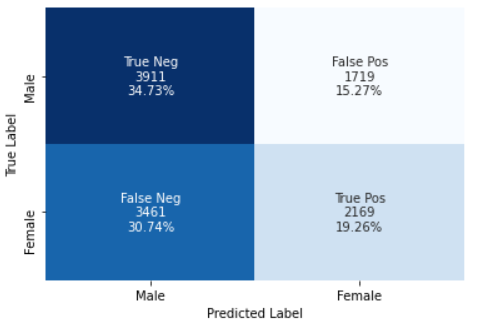 True Neg
3911
34.73%
False Pos
1719
15.27%
False Neg
3461
30.74%
True Pos
2169
19.26%
True Label
Male
Female
Male
Female
Predicted Label